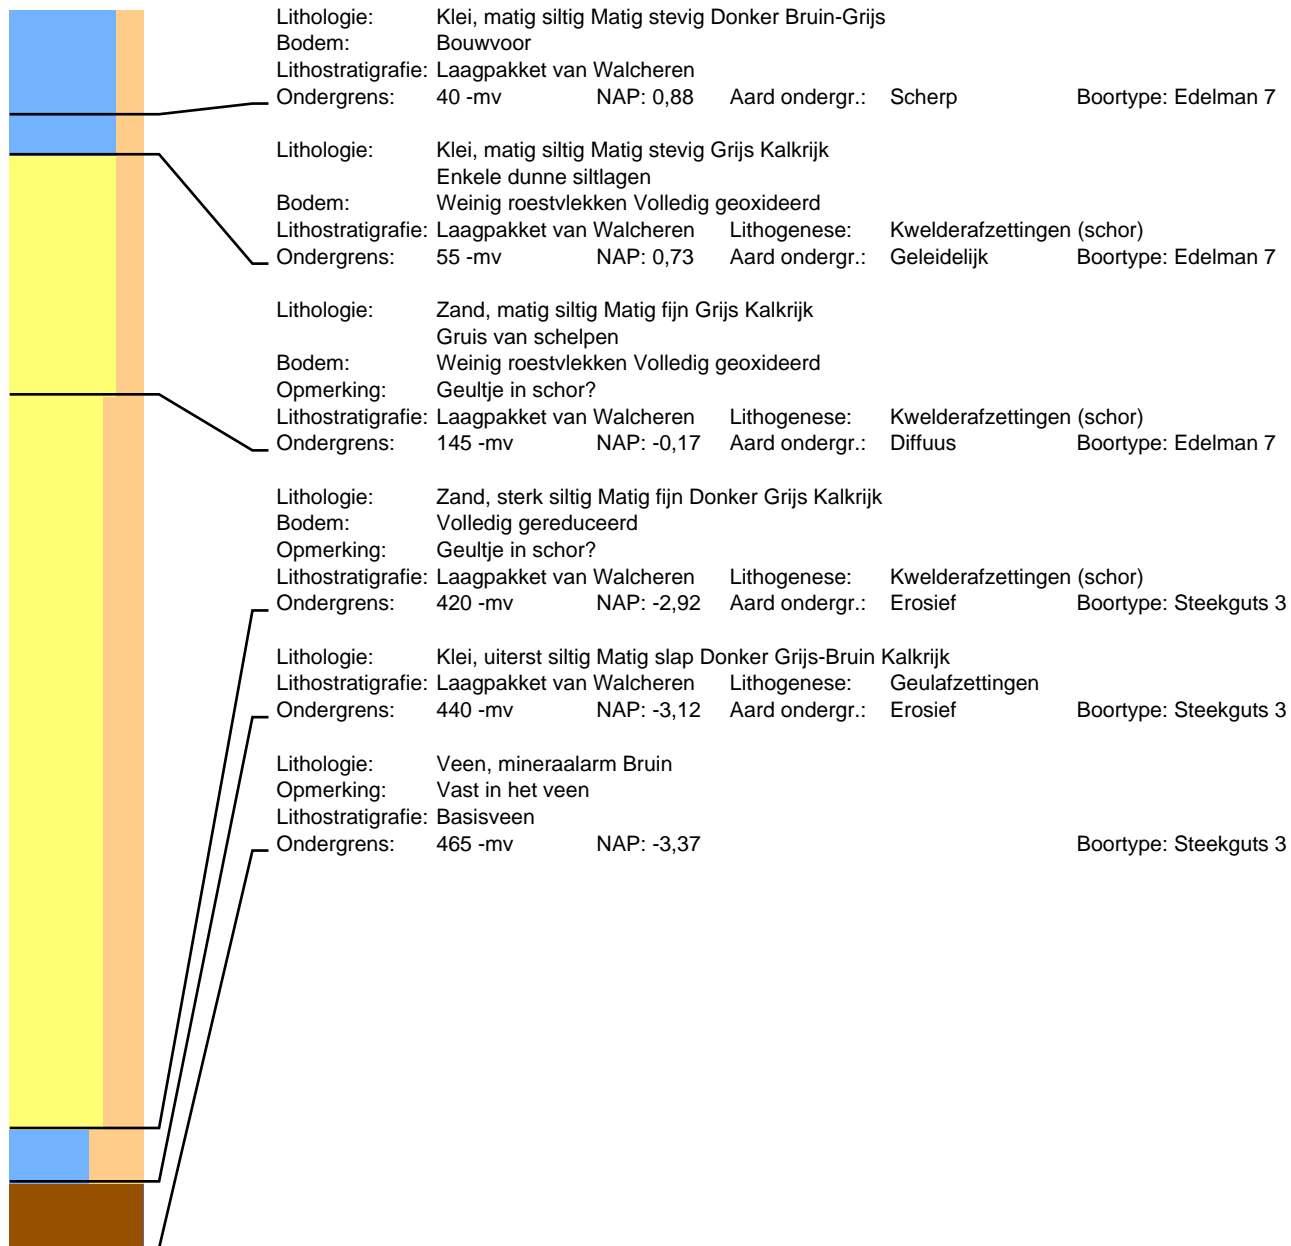 Lithologie: Klei, matig siltig Matig stevig Donker Bruin-Grijs
Bodem: Bouwvoor
Lithostratigrafie: Laagpakket van Walcheren
Ondergrens: 40 -mv NAP: 0,88 Aard ondergr.: Scherp Boortype: Edelman 7
Lithologie: Klei, matig siltig Matig stevig Grijs Kalkrijk
Enkele dunne siltlagen
Bodem: Weinig roestvlekken Volledig geoxideerd
Lithostratigrafie: Laagpakket van Walcheren Lithogenese: Kwelderafzettingen (schor)
Ondergrens: 55 -mv NAP: 0,73 Aard ondergr.: Geleidelijk Boortype: Edelman 7
Lithologie: Zand, matig siltig Matig fijn Grijs Kalkrijk
Gruis van schelpen
Bodem: Weinig roestvlekken Volledig geoxideerd
Opmerking: Geultje in schor?
Lithostratigrafie: Laagpakket van Walcheren Lithogenese: Kwelderafzettingen (schor)
Ondergrens: 145 -mv NAP: -0,17 Aard ondergr.: Diffuus Boortype: Edelman 7
Lithologie: Zand, sterk siltig Matig fijn Donker Grijs Kalkrijk
Bodem: Volledig gereduceerd
Opmerking: Geultje in schor?
Lithostratigrafie: Laagpakket van Walcheren Lithogenese: Kwelderafzettingen (schor)
Ondergrens: 420 -mv NAP: -2,92 Aard ondergr.: Erosief Boortype: Steekguts 3
Lithologie: Klei, uiterst siltig Matig slap Donker Grijs-Bruin Kalkrijk
Lithostratigrafie: Laagpakket van Walcheren Lithogenese: Geulafzettingen
Ondergrens: 440 -mv NAP: -3,12 Aard ondergr.: Erosief Boortype: Steekguts 3
Lithologie: Veen, mineraalarm Bruin
Opmerking: Vast in het veen
Lithostratigrafie: Basisveen
Ondergrens: 465 -mv NAP: -3,37 Boortype: Steekguts 3